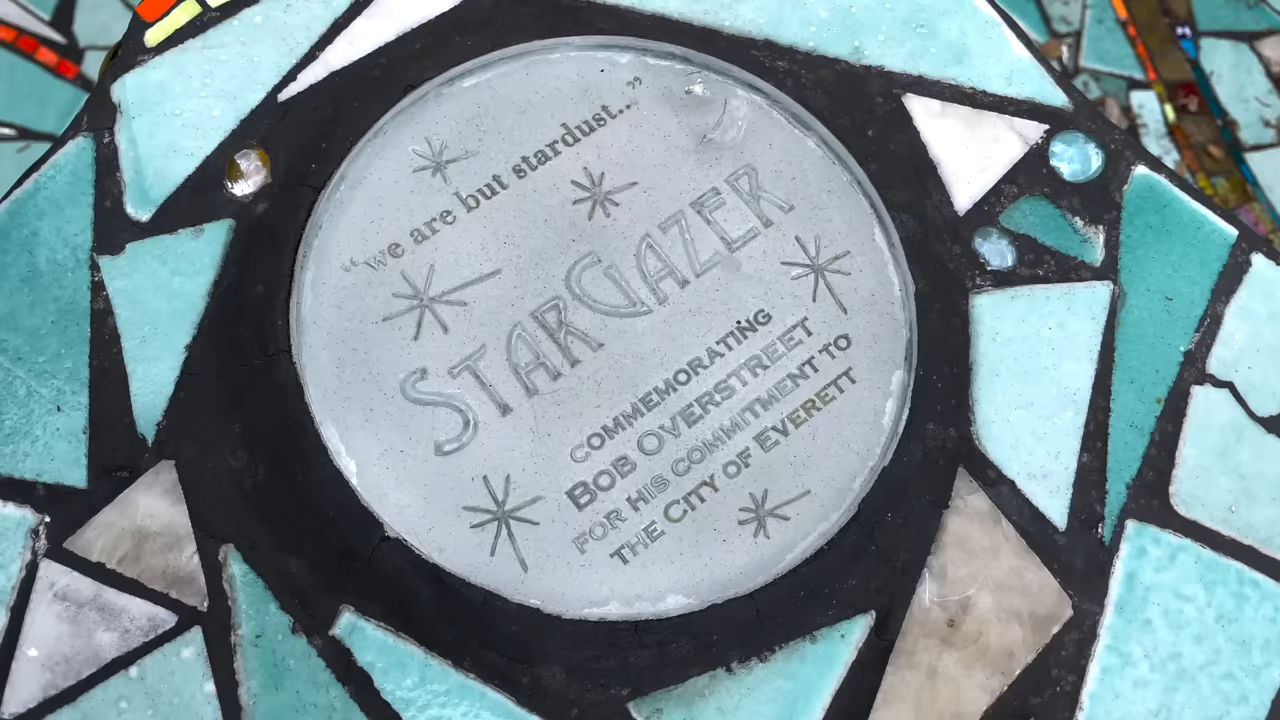 “we are but stardust...”
STARGAZER
COMMEMORATING
BOB OVERSTREET
FOR HIS COMMITMENT TO
THE CITY OF EVERETT